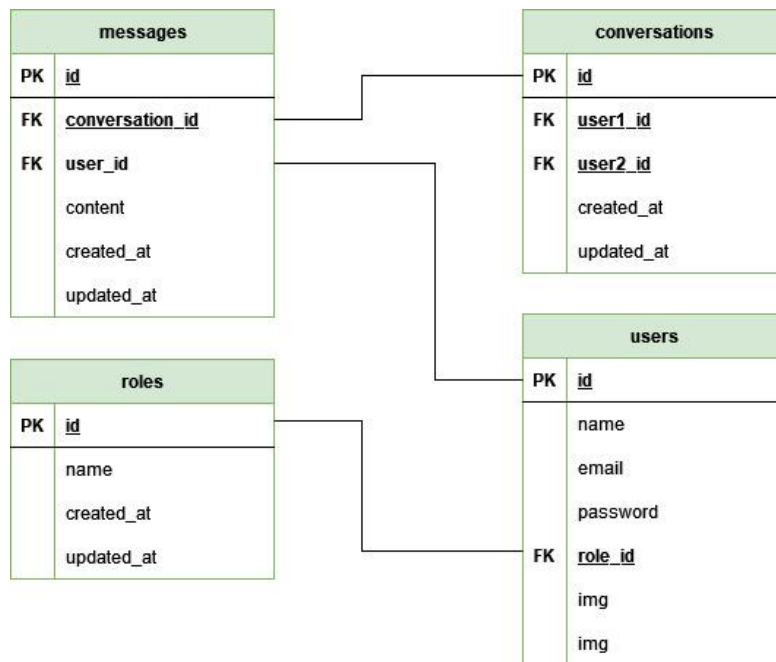 messages
PK id
FK conversation_id
FK user_id
content
created_at
updated_at
conversations
PK id
FK user1_id
FK user2_id
created_at
updated_at
roles
PK id
name
created_at
updated_at
users
PK id
name
email
password
FK role_id
img
img